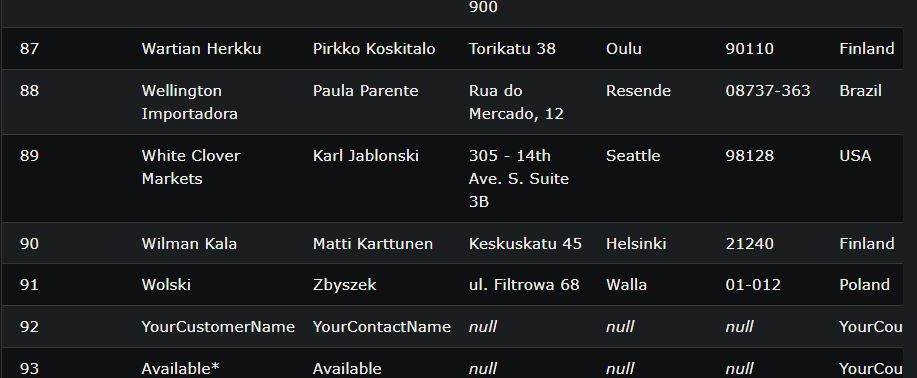 900
87 Wartian Herkku Pirkko Koskitalo Torikatu 38 Oulu 90110 Finland
88 Wellington Paula Parente Rua do Resende 08737-363 Brazil
Importadora Mercado, 12
89 White Clover Karl Jablonski 305 - 14th Seattle 98128 USA
Markets Ave. S. Suite
3B
90 Wilman Kala Matti Karttunen Keskuskatu 45 Helsinki 21240 Finland
91 Wolski Zbyszek ul. Filtrowa 68 Walla 01-012 Poland
92 YourCustomerName YourContactName null null null YourCou
93 Available* Available null null null YourCou